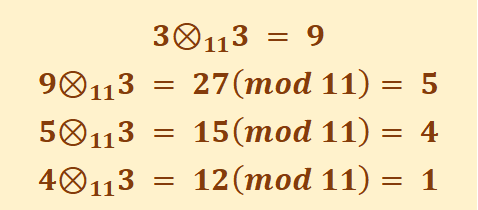 3⊗₁₁3 = 9
9⊗₁₁3 = 27(mod 11) = 5
5⊗₁₁3 = 15(mod 11) = 4
4⊗₁₁3 = 12(mod 11) = 1